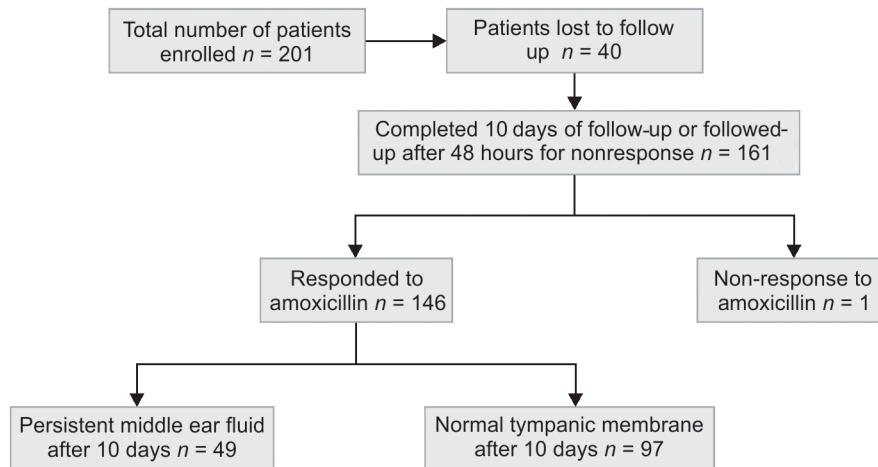 Total number of patients
enrolled n = 201
Patients lost to follow
up n = 40
Completed 10 days of follow-up or followed-
up after 48 hours for nonresponse n = 161
Responded to
amoxicillin n = 146
Non-response to
amoxicillin n = 1
Persistent middle ear fluid
after 10 days n = 49
Normal tympanic membrane
after 10 days n = 97